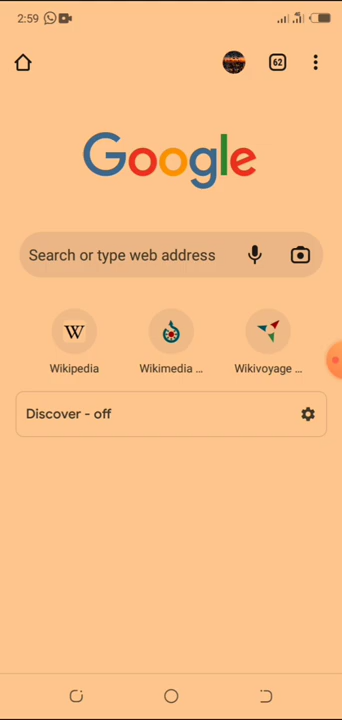 2:59
62
Google
Search or type web address
W
Wikipedia
Wikimedia ...
Wikivoyage ...
Discover - off